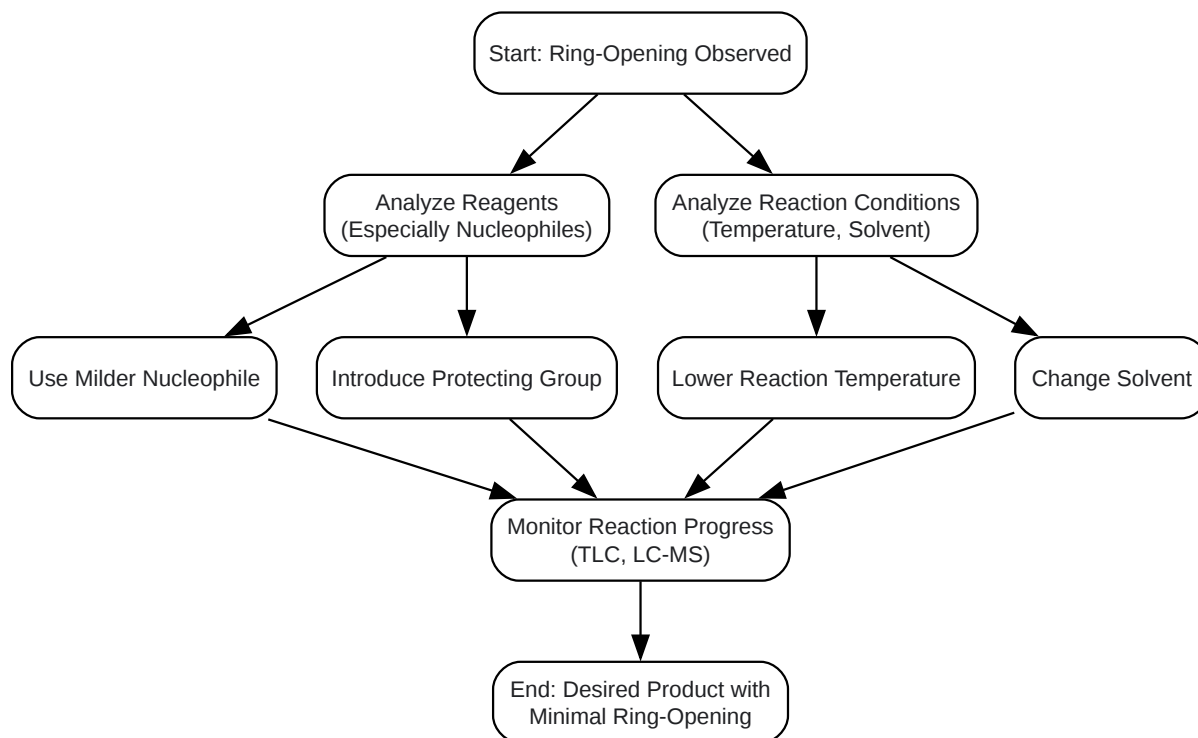 Start: Ring-Opening Observed
Analyze Reagents
(Especially Nucleophiles)
Analyze Reaction Conditions
(Temperature, Solvent)
Use Milder Nucleophile
Introduce Protecting Group
Lower Reaction Temperature
Change Solvent
Monitor Reaction Progress
(TLC, LC-MS)
End: Desired Product with
Minimal Ring-Opening